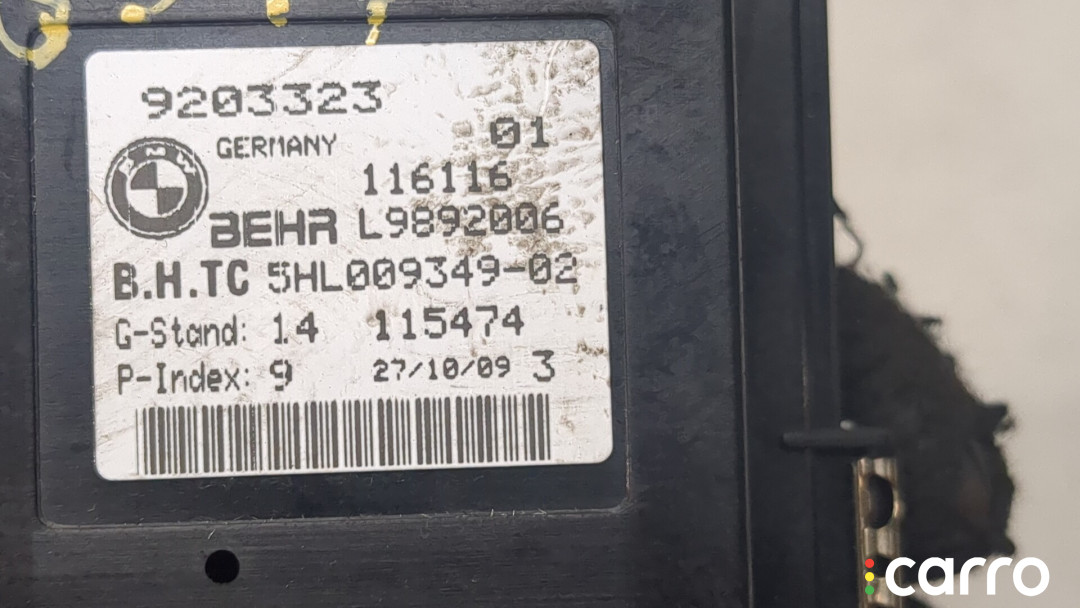 9203323
01
GERMANY
BMW
116116
BEHR L9892006
B.H.TC 5HL009349-02
G-Stand: 14 115474
P-Index: 9 27/10/09 3
carro